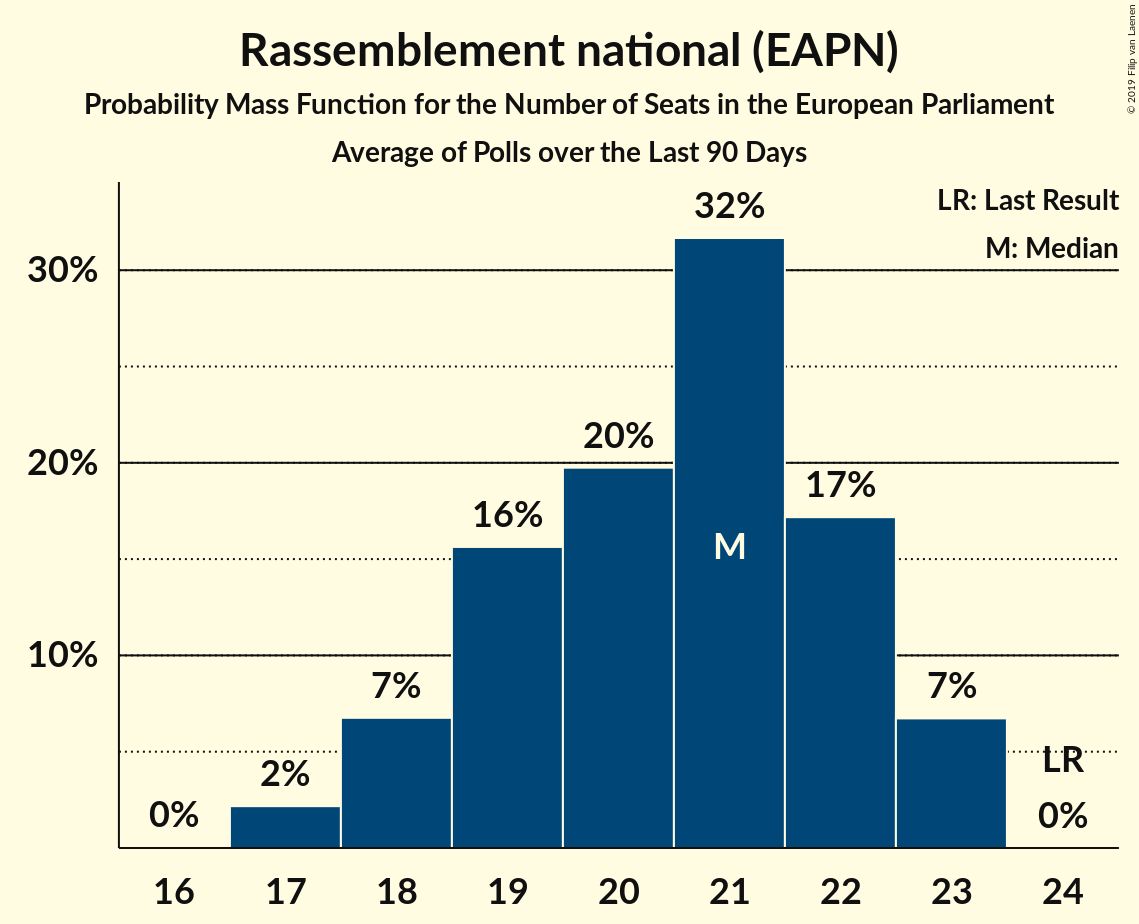 Rassemblement national (EAPN)
Probability Mass Function for the Number of Seats in the European Parliament
Average of Polls over the Last 90 Days
© 2019 Filip van Laenen
LR: Last Result
M: Median
30%
20%
10%
0%
2%
7%
16%
20%
32%
M
17%
7%
LR
0%
16 17 18 19 20 21 22 23 24